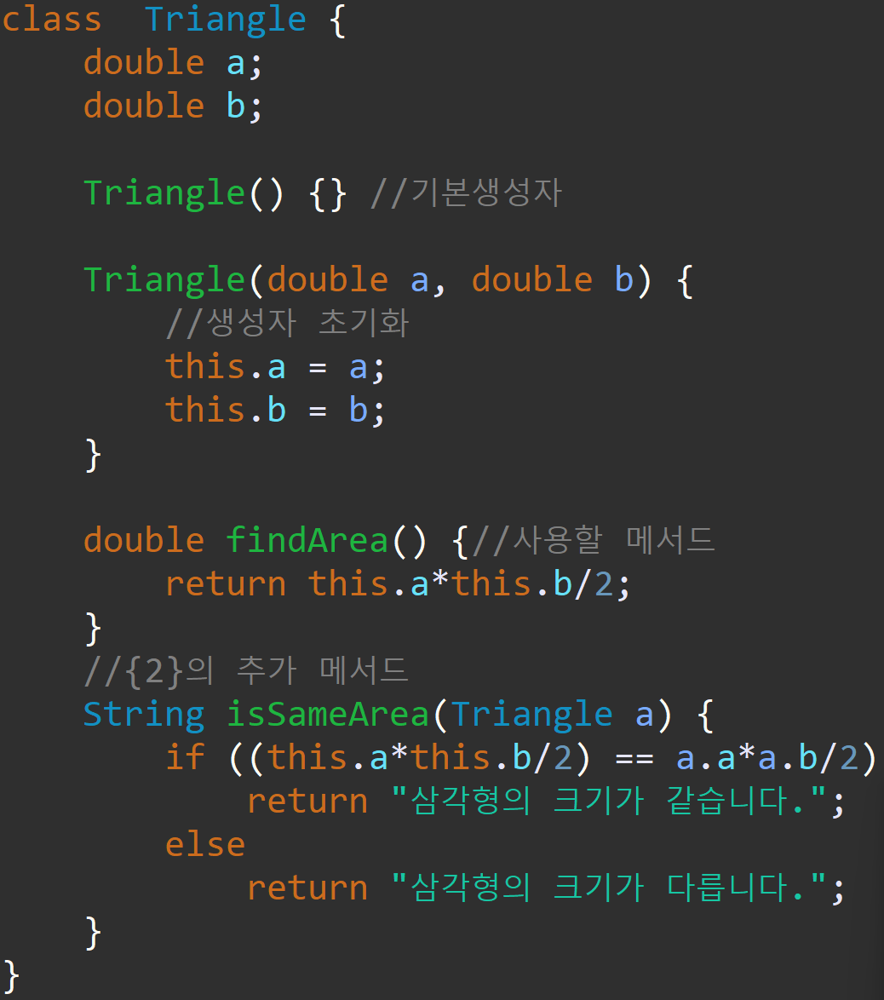 class  Triangle {
    double a;
    double b;

    Triangle() {} //기본생성자

    Triangle(double a, double b) {
        //생성자 초기화
        this.a = a;
        this.b = b;
    }

    double findArea() {//사용할 메서드
        return this.a*this.b/2;
    }
    //{2}의 추가 메서드
    String isSameArea(Triangle a) {
        if ((this.a*this.b/2) == a.a*a.b/2)
            return "삼각형의 크기가 같습니다.";
        else
            return "삼각형의 크기가 다릅니다.";
    }
}